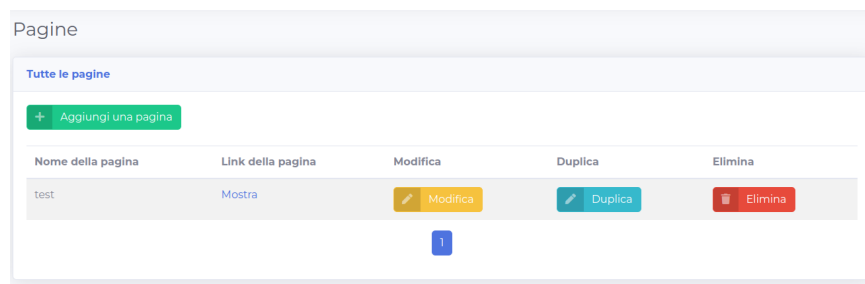 Pagine
Tutte le pagine
Aggiungi una pagina
Nome della pagina Link della pagina Modifica Duplica Elimina
test Mostra Modifica Duplica Elimina
1